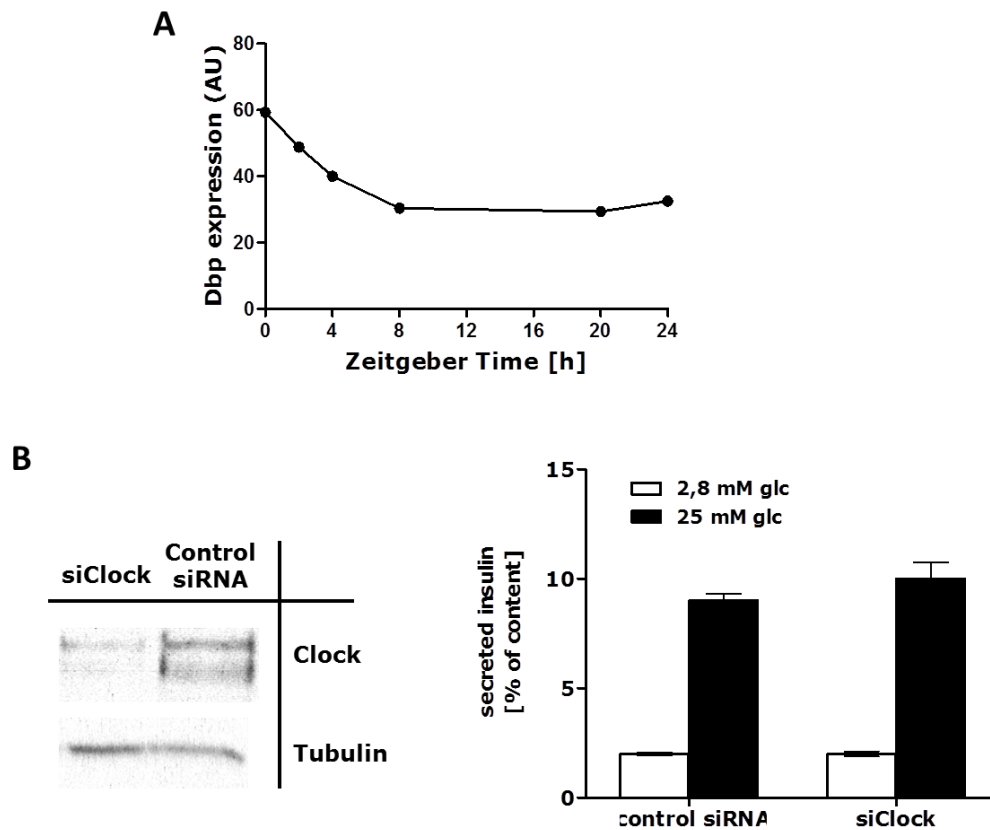 A
Dbp expression (AU)
80
60
40
20
0
0 4 8 12 16 20 24
Zeitgeber Time [h]
B
siClock
Control
siRNA
Clock
Tubulin
secreted insulin
[% of content]
15
10
5
0
2,8 mM glc
25 mM glc
control siRNA
siClock